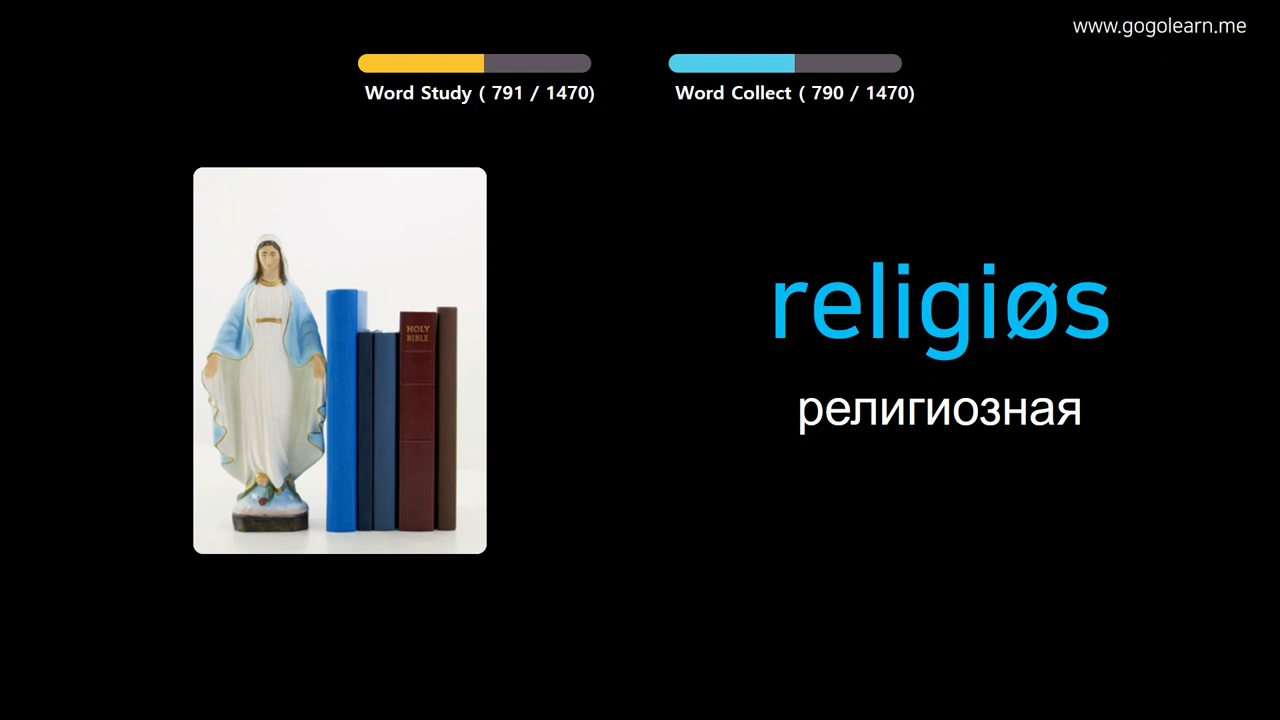 www.gogolearn.me
Word Study ( 791 / 1470)
Word Collect ( 790 / 1470)
HOLY
BIBLE
religiøs
религиозная